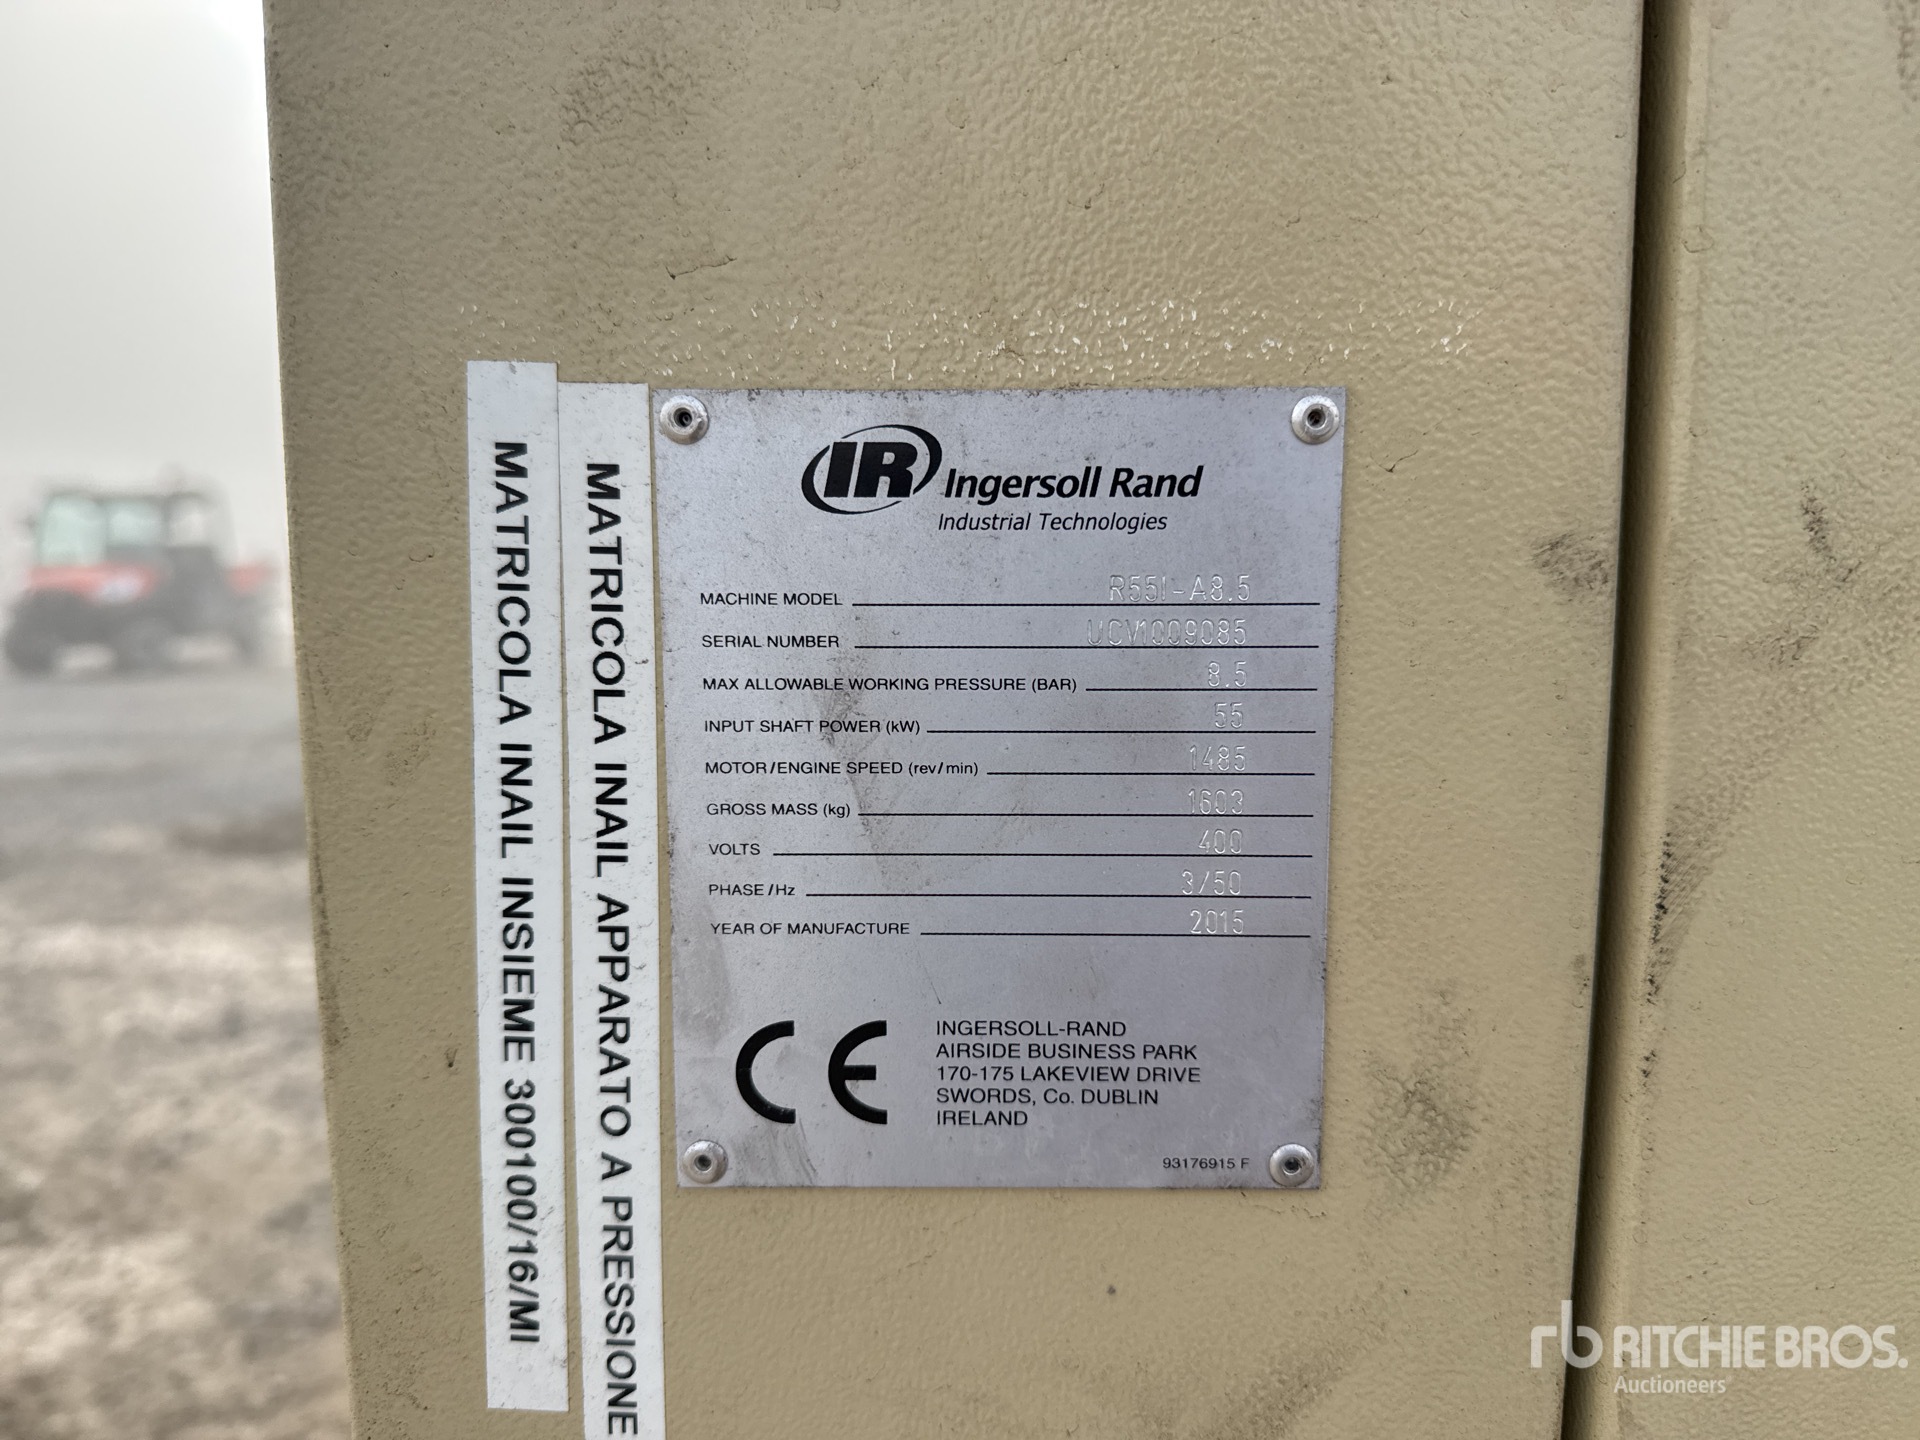 MATRICOLA INAIL INSIEME 300100/16/MI
MATRICOLA INAIL APPARATO A PRESSIONE
IR Ingersoll Rand
Industrial Technologies
MACHINE MODEL R55I-A8.5
SERIAL NUMBER UCV1009085
MAX ALLOWABLE WORKING PRESSURE (BAR) 8.5
INPUT SHAFT POWER (kW) 55
MOTOR/ENGINE SPEED (rev/min) 1485
GROSS MASS (kg) 1603
VOLTS 400
PHASE/Hz 3/50
YEAR OF MANUFACTURE 2015
CE
INGERSOLL-RAND
AIRSIDE BUSINESS PARK
170-175 LAKEVIEW DRIVE
SWORDS, Co. DUBLIN
IRELAND
93176915 F
rb RITCHIE BROS.
Auctioneers